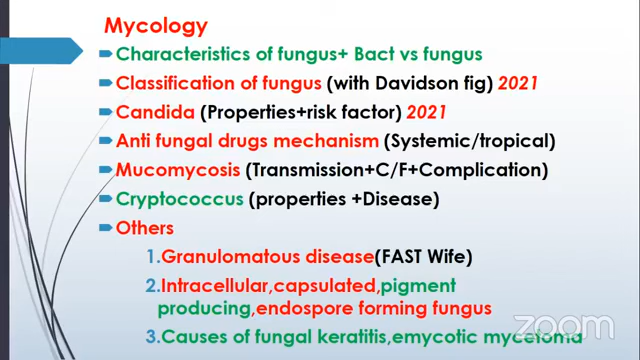 Mycology
Characteristics of fungus+ Bact vs fungus
Classification of fungus (with Davidson fig) 2021
Candida (Properties+risk factor) 2021
Anti fungal drugs mechanism (Systemic/tropical)
Mucomycosis (Transmission+C/F+Complication)
Cryptococcus (properties +Disease)
Others
1.Granulomatous disease(FAST Wife)
2.Intracellular,capsulated,pigment
producing,endospore forming fungus
3.Causes of fungal keratitis,emycotic mycetoma
zoom